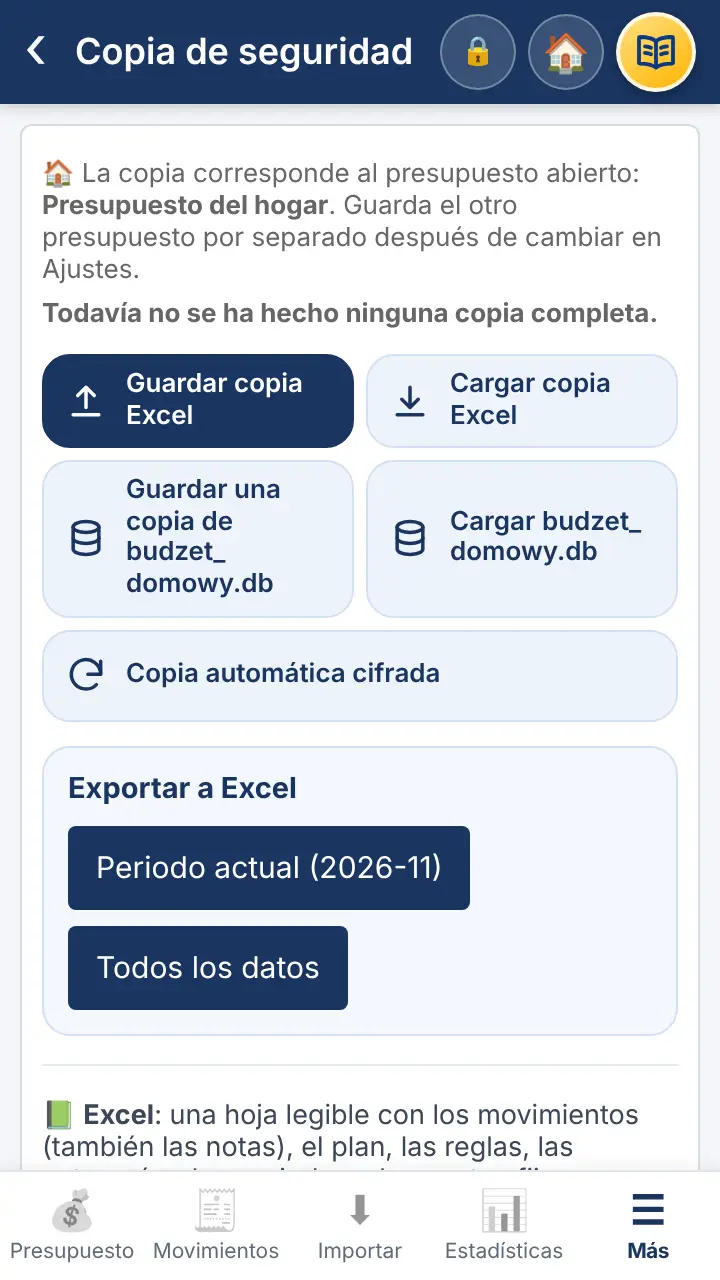 Copia de seguridad
La copia corresponde al presupuesto abierto:
Presupuesto del hogar. Guarda el otro
presupuesto por separado después de cambiar en
Ajustes.
Todavía no se ha hecho ninguna copia completa.
Guardar copia
Excel
Cargar copia
Excel
Guardar una
copia de
budzet_
domowy.db
Cargar budzet_
domowy.db
Copia automática cifrada
Exportar a Excel
Periodo actual (2026-11)
Todos los datos
Excel: una hoja legible con los movimientos
(también las notas), el plan, las reglas, las
Presupuesto
Movimientos
Importar
Estadísticas
Más